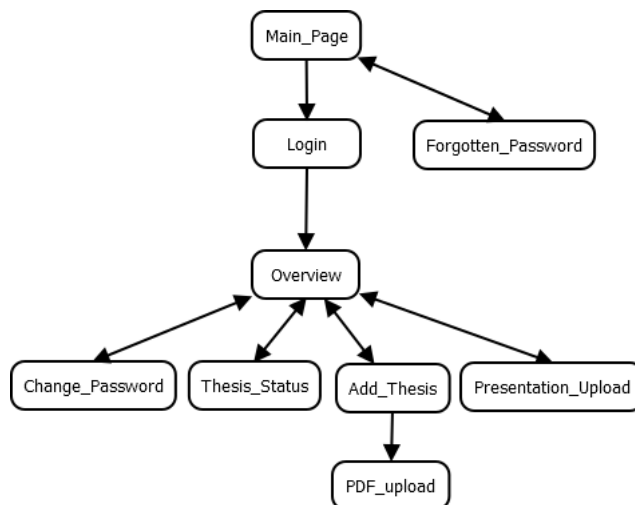 Main_Page
Login
Forgotten_Password
Overview
Change_Password
Thesis_Status
Add_Thesis
Presentation_Upload
PDF_upload